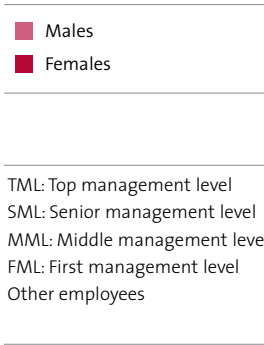 Males
Females
TML: Top management level
SML: Senior management level
MML: Middle management leve
FML: First management level
Other employees